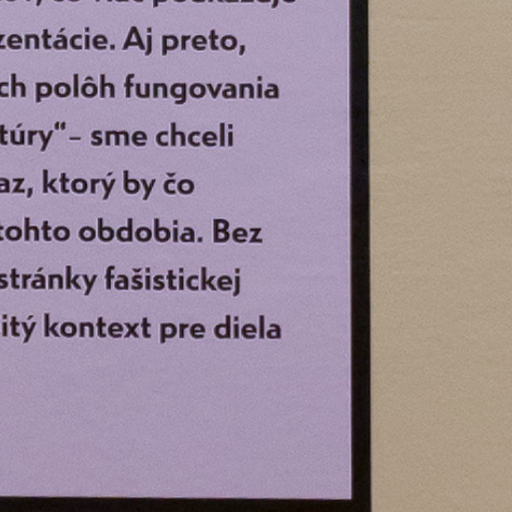 zentácie. Aj preto,
ch polôh fungovania
túry“– sme chceli
az, ktorý by čo
tohto obdobia. Bez
stránky fašistickej
itý kontext pre diela